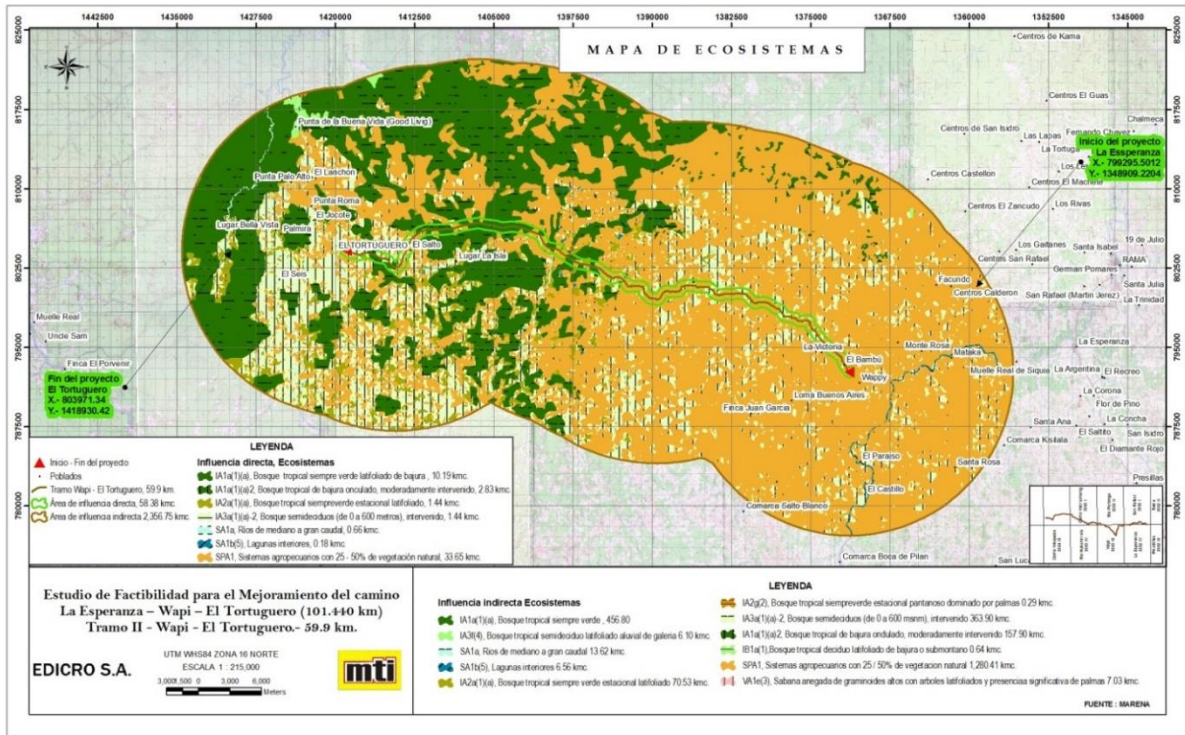 1442500 1435000 1427500 1420000 1412500 1405000 1397500 1390000 1382500 1375000 1367500 1360000 1352500 1345000
MAPA DE ECOSISTEMAS
825000
817500
810000
802500
795000
787500
780000
825000
817500
810000
802500
795000
787500
780000
Centros de Kama
Centros El Guas
Chalmeca
Centros de San Isidro
Las Lapas
Fernando Chavez
La Tortuga
Inicio del proyecto
La Essperanza
X.- 799295.5012
Y.- 1348909.2204
Centros Castellon
Centros El Machete
Centros El Zancudo
Los Rivas
Punta de la Buena Vida (Good Livig)
Punta Palo Alto
El Lanchon
Punta Roma
El Jocote
Lugar Bella Vista
Palmira
EL TORTUGUERO
El Salto
Lugar La Isla
El Seis
Los Gaitanes
19 de Julio
Santa Isabel
Centros San Rafael
RAMA
German Pomares
Facundo
Santa Julia
Centros Calderon
San Rafael (Martin Jerez)
La Trinidad
Muelle Real
Uncle Sam
Finca El Porvenir
Fin del proyecto
El Tortuguero
X.- 803971.34
Y.- 1418930.42
La Victoria
Monte Rosa
Mataka
La Esperanza
El Bambú
Wappy
Muelle Real de Siquie
La Argentina
El Recreo
Loma Buenos Aires
La Corona
Finca Juan Garcia
Flor de Pino
La Concha
Santa Ana
El Saltito
San Isidro
Comarca Kisilala
El Diamante Rojo
El Paraiso
Santa Rosa
Presillas
El Castillo
Comarca Salto Blanco
Comarca Boca de Pilan
San Luc
LEYENDA
Inicio - Fin del proyecto
Poblados
Tramo Wapi - El Tortuguero, 59.9 km.
Área de influencia directa, 58.38 kmc.
Area de influencia indirecta 2,356.75 kmc.
Influencia directa, Ecosistemas
IA1a(1)(a), Bosque tropical siempre verde latifoliado de bajura , 10.19 kmc.
IA1a(1)(a)2, Bosque tropical de bajura onculado, moderadamente intervenido, 2.83 kmc.
IA2a(1)(a), Bosque tropical siempreverde estacional latifoliado, 1.44 kmc.
IA3a(1)(a)-2, Bosque semideciduos (de 0 a 600 metros), intervenido, 1.44 kmc.
SA1a, Rios de mediano a gran caudal, 0.66 kmc.
SA1b(5), Lagunas interiores, 0.18 kmc.
SPA1, Sistemas agropecuarios con 25 - 50% de vegetación natural, 33.65 kmc.
Estudio de Factibilidad para el Mejoramiento del camino
La Esperanza – Wapi – El Tortuguero (101.440 km)
Tramo II - Wapi - El Tortuguero.- 59.9 km.
EDICRO S.A.
UTM WHS84 ZONA 16 NORTE
ESCALA 1 : 215,000
3,0001,500 0 3,000 6,000
Meters
mti
LEYENDA
Influencia indirecta Ecosistemas
IA1a(1)(a), Bosque tropical siempre verde , 456.80
IA3f(4), Bosque tropical semideciduo latifoliado aluvial de galeria 6.10 kmc.
SA1a, Rios de mediano a gran caudal 13.62 kmc.
SA1b(5), Lagunas interiores 6.56 kmc.
IA2a(1)(a), Bosque tropical siempre verde estacional latifoliado 70.53 kmc.
IA2g(2), Bosque tropical siempreverde estacional pantanoso dominado por palmas 0.29 kmc.
IA3a(1)(a)-2, Bosque semideciduos (de 0 a 600 msnm), intervenido 363.90 kmc.
IA1a(1)(a)2, Bosque tropical de bajura ondulado, moderadamente intervenido 157.90 kmc.
IB1a(1),Bosque tropical deciduo latifoliado de bajura o submontano 0.64 kmc.
SPA1, Sistemas agropecuarios con 25 / 50% de vegetacion natural 1,280.41 kmc.
VA1e(3), Sabana anegada de graminoides altos con arboles latifoliados y presenciaa significativa de palmas 7.03 kmc.
FUENTE : MARENA